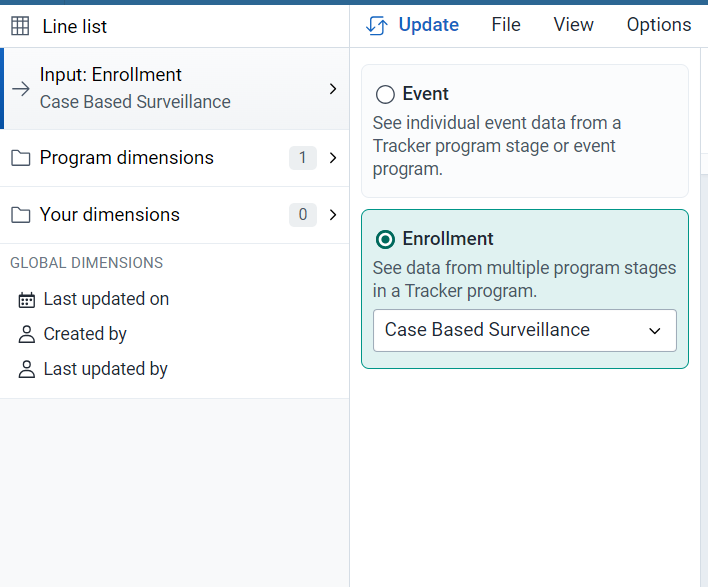 Line list
Input: Enrollment
Case Based Surveillance
Program dimensions 1
Your dimensions 0
GLOBAL DIMENSIONS
Last updated on
Created by
Last updated by
Update File View Options
Event
See individual event data from a
Tracker program stage or event
program.
Enrollment
See data from multiple program stages
in a Tracker program.
Case Based Surveillance